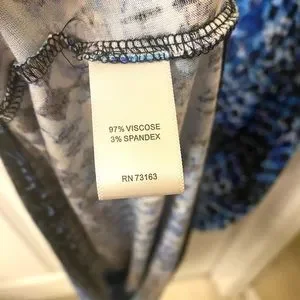 97% VISCOSE
3% SPANDEX
RN 73163